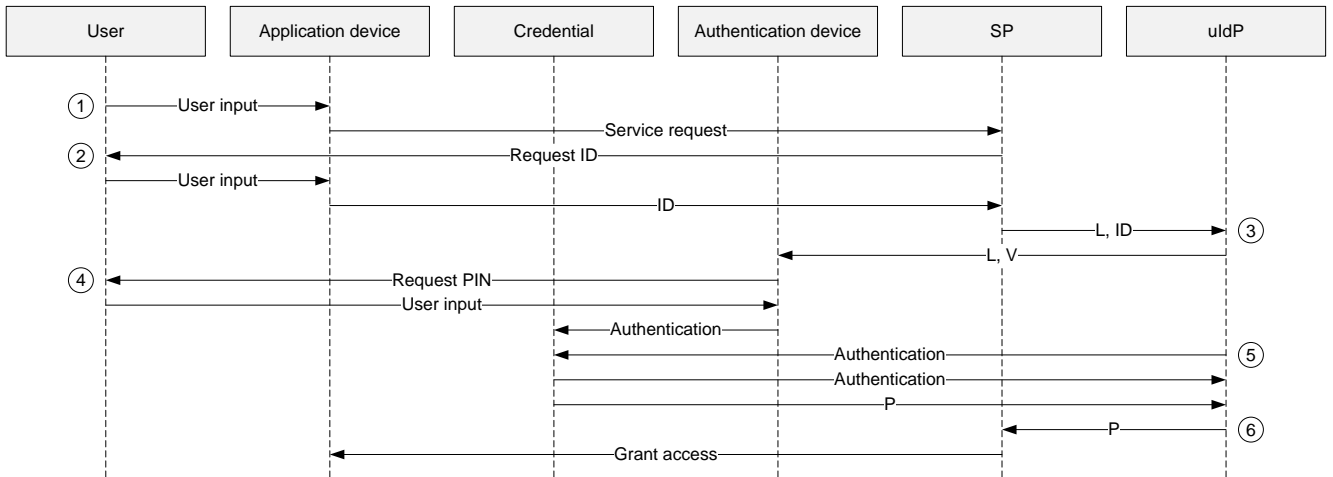 User
Application device
Credential
Authentication device
SP
uIdP
1
User input
Service request
2
Request ID
User input
ID
L, ID
3
L, V
4
Request PIN
User input
Authentication
Authentication
5
Authentication
P
P
6
Grant access